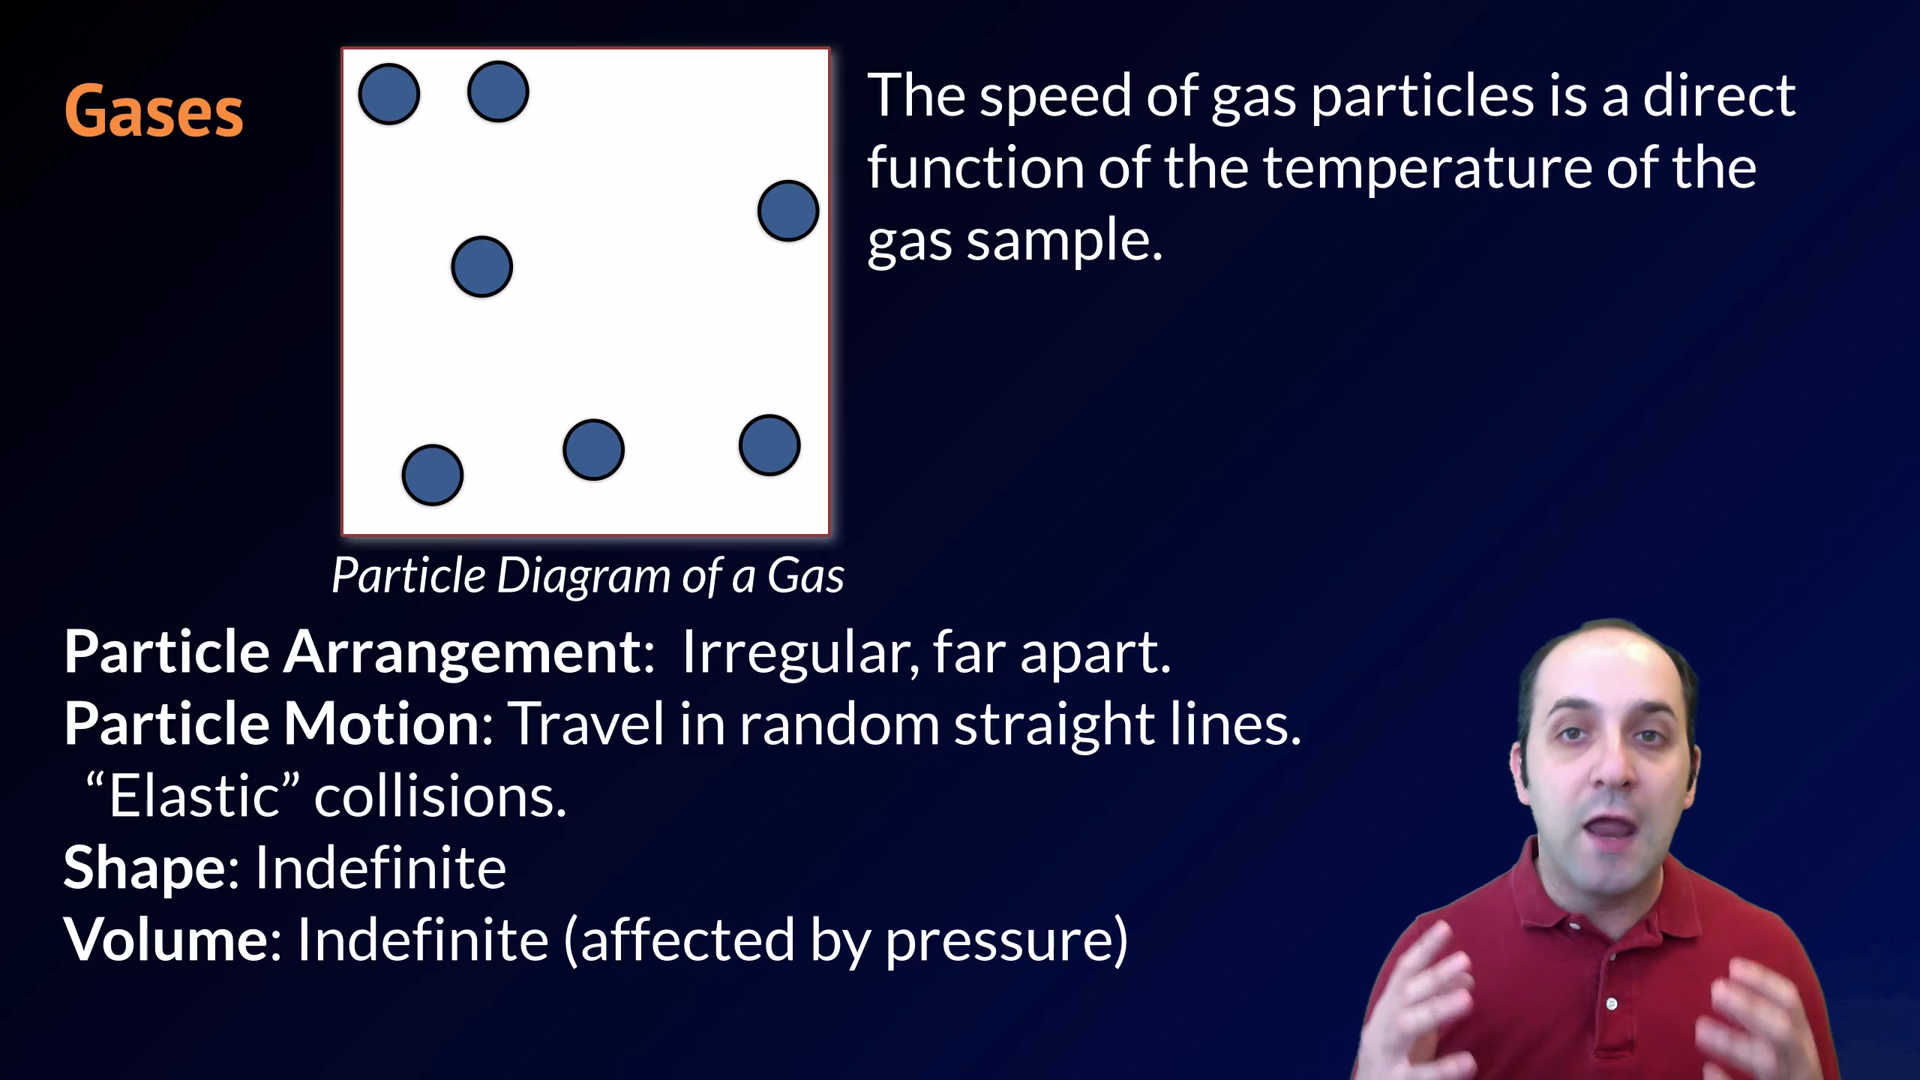 Gases
The speed of gas particles is a direct
function of the temperature of the
gas sample.
Particle Diagram of a Gas
Particle Arrangement:  Irregular, far apart.
Particle Motion: Travel in random straight lines.
“Elastic” collisions.
Shape: Indefinite
Volume: Indefinite (affected by pressure)